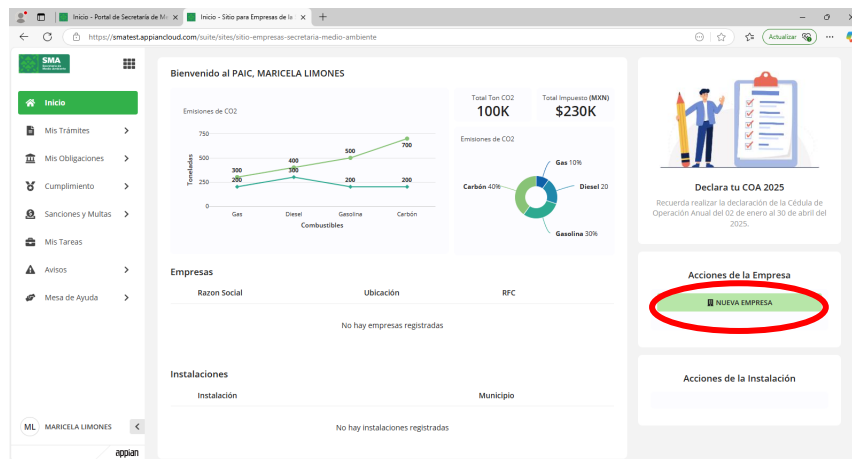 Inicio - Portal de Secretaría de M
Inicio - Sitio para Empresas de la
https://smatest.appiancloud.com/suite/sites/sitio-empresas-secretaria-medio-ambiente
Actualizar
SMA
Inicio
Mis Trámites
Mis Obligaciones
Cumplimiento
Sanciones y Multas
Mis Tareas
Avisos
Mesa de Ayuda
ML MARICELA LIMONES
appian
Bienvenido al PAIC, MARICELA LIMONES
Emisiones de CO2
Toneladas
750
500
250
0
300
400
500
700
200
300
200
200
Gas Diesel Gasolina Carbón
Combustibles
Total Ton CO2
100K
Total Impuesto (MXN)
$230K
Emisiones de CO2
Gas 10%
Carbón 40%
Diesel 20
Gasolina 30%
Empresas
Razon Social Ubicación RFC
No hay empresas registradas
Instalaciones
Instalación Municipio
No hay instalaciones registradas
Declara tu COA 2025
Recuerda realizar la declaración de la Cédula de
Operación Anual del 02 de enero al 30 de abril del
2025.
Acciones de la Empresa
NUEVA EMPRESA
Acciones de la Instalación